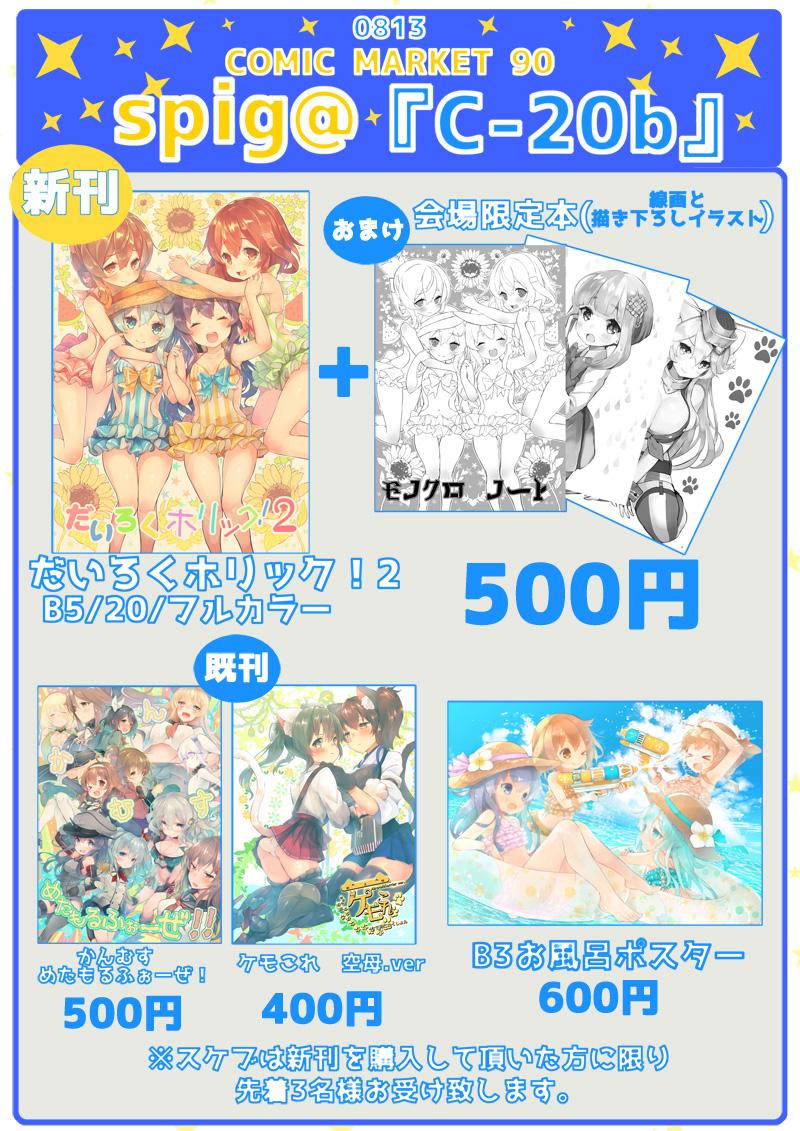 0813
COMIC MARKET 90
spig@『C-20b』
新刊
おまけ
会場限定本(線画と
描き下ろしイラスト)
だいろくホリック!2
モノクロ ノート
だいろくホリック!2
B5/20/フルカラー
500円
既刊
かんむす
めたもるふぉーぜ!!
ケモこれ
かんむす
めたもるふぉーぜ!
500円
ケモこれ 空母.ver
400円
B3お風呂ポスター
600円
※スケブは新刊を購入して頂いた方に限り
先着3名様お受け致します。